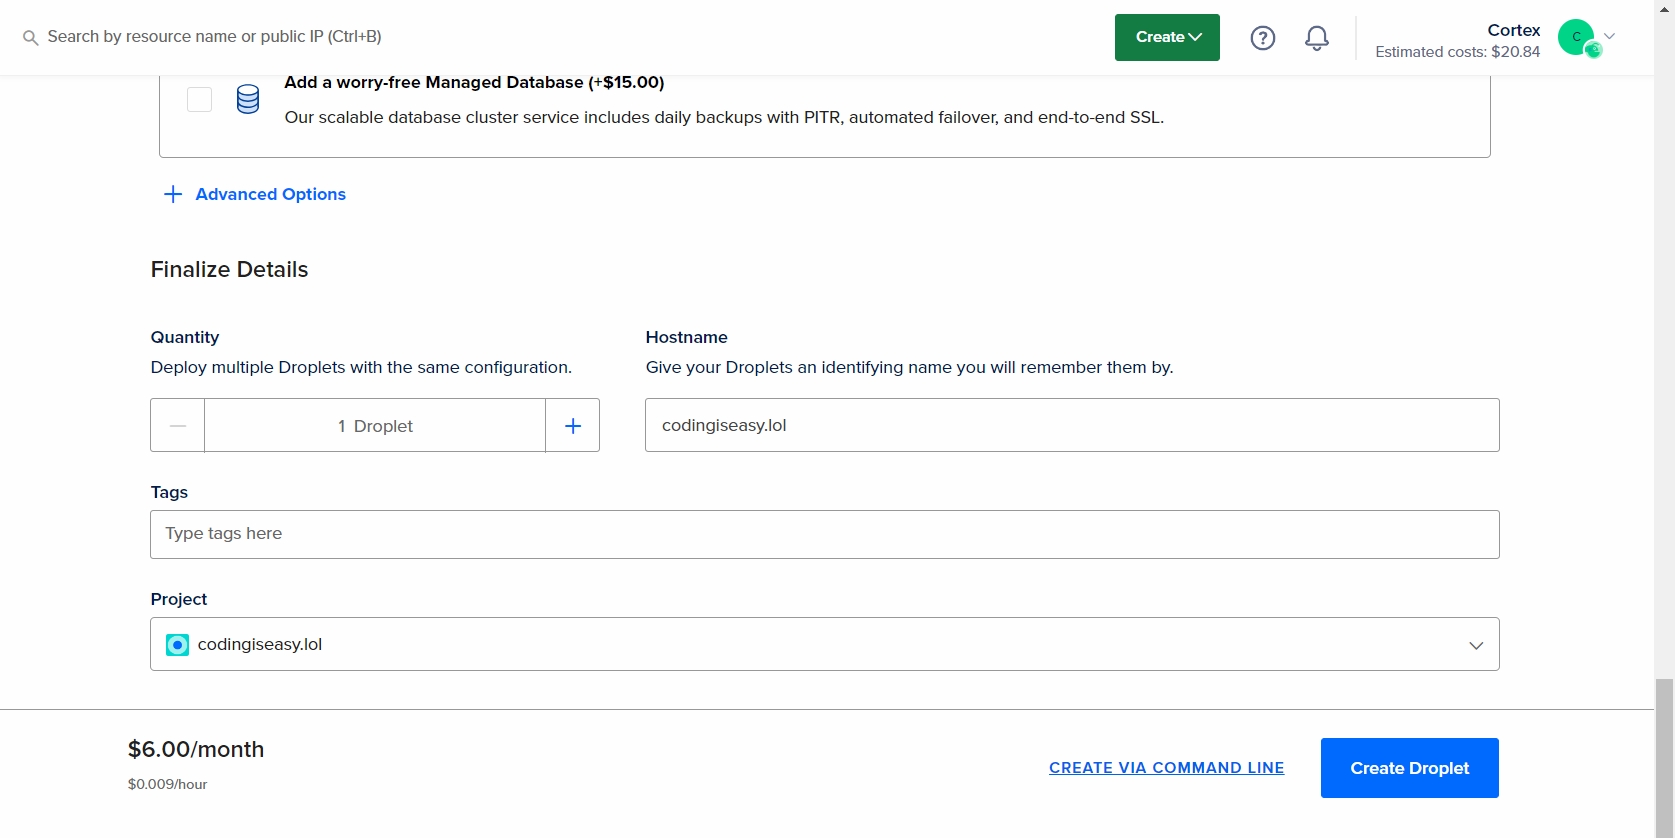 Search by resource name or public IP (Ctrl+B)
Create
Cortex
Estimated costs: $20.84
C
Add a worry-free Managed Database (+$15.00)
Our scalable database cluster service includes daily backups with PITR, automated failover, and end-to-end SSL.
Advanced Options
Finalize Details
Quantity
Deploy multiple Droplets with the same configuration.
1 Droplet
Hostname
Give your Droplets an identifying name you will remember them by.
codingiseasy.lol
Tags
Type tags here
Project
codingiseasy.lol
$6.00/month
$0.009/hour
CREATE VIA COMMAND LINE
Create Droplet